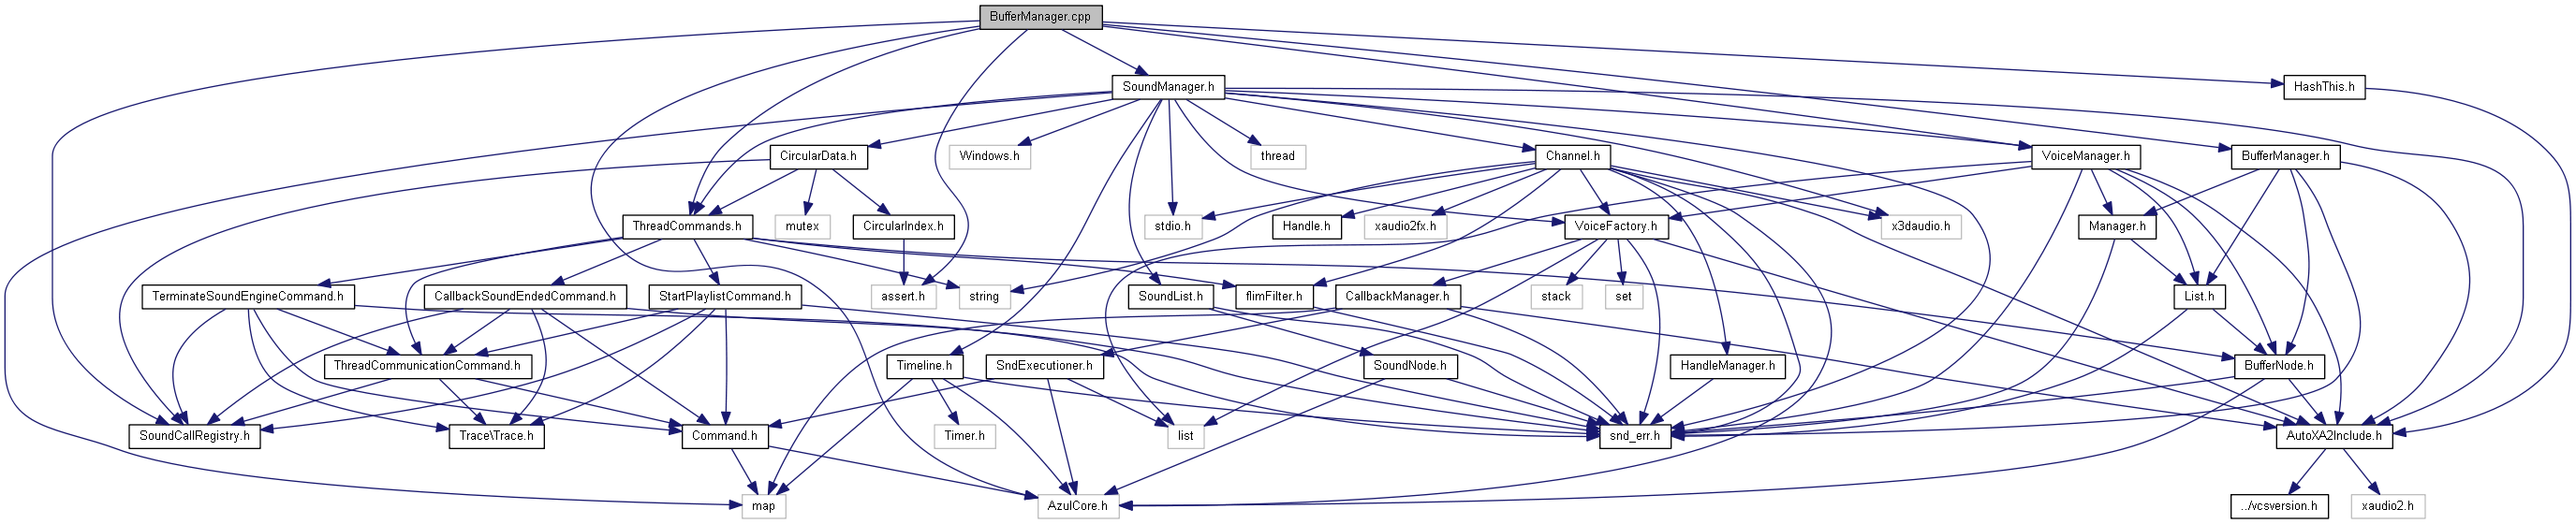 BufferManager.cpp
SoundManager.h
HashThis.h
CircularData.h
Windows.h
thread
Channel.h
VoiceManager.h
BufferManager.h
ThreadCommands.h
mutex
CircularIndex.h
stdio.h
Handle.h
xaudio2fx.h
VoiceFactory.h
x3daudio.h
Manager.h
TerminateSoundEngineCommand.h
CallbackSoundEndedCommand.h
StartPlaylistCommand.h
assert.h
string
SoundList.h
flimFilter.h
CallbackManager.h
stack
set
List.h
ThreadCommunicationCommand.h
Timeline.h
SndExecutioner.h
SoundNode.h
HandleManager.h
BufferNode.h
SoundCallRegistry.h
Trace\Trace.h
Command.h
Timer.h
list
snd_err.h
AutoXA2Include.h
map
AzulCore.h
../vcsversion.h
xaudio2.h